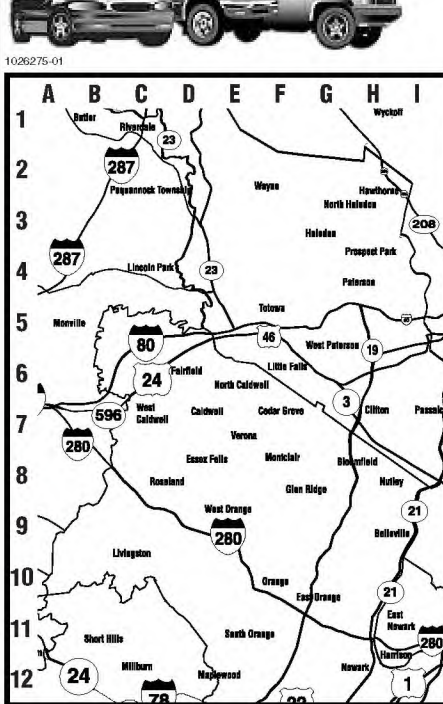 1026275-01
A B C D E F G H I
1
Butler
Riverdale
Wyckoff
23
2
287
Pequannock Township
Wayne
Hawthorne
North Haledon
3
208
Haledon
Prospect Park
287
4
Lincoln Park
23
Paterson
Totowa
5
Monville
80
46
West Paterson
19
Little Falls
6
24
Fairfield
North Caldwell
3
596
West
Caldwell
Caldwell
Cedar Grove
Clifton
Passaic
7
280
Verona
Essex Fells
Montclair
Bloomfield
8
Roseland
Glen Ridge
Nutley
West Orange
21
9
280
Belleville
Livingston
10
Orange
East Orange
21
East
Newark
11
Short Hills
South Orange
280
Harrison
Millburn
Maplewood
Newark
12
24
78
1